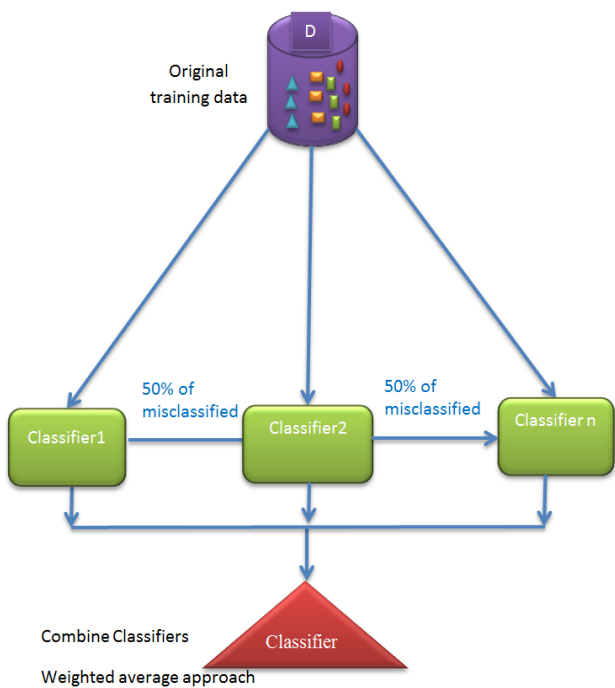 D
Original
training data
50% of
misclassified
50% of
misclassified
Classifier1
Classifier2
Classifier n
Classifier
Combine Classifiers
Weighted average approach